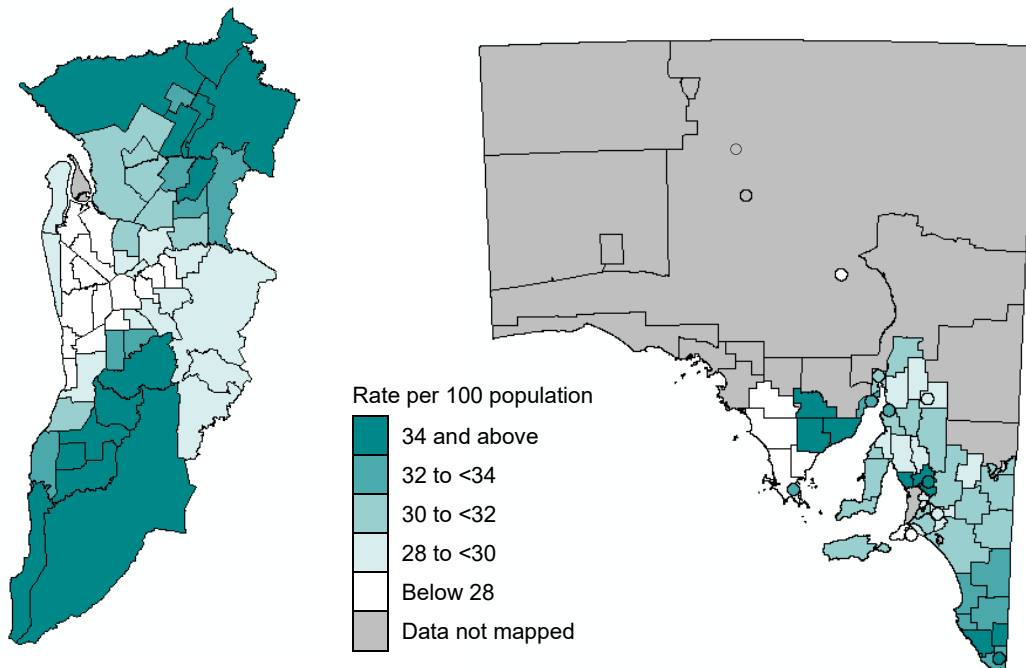 Rate per 100 population
34 and above
32 to <34
30 to <32
28 to <30
Below 28
Data not mapped